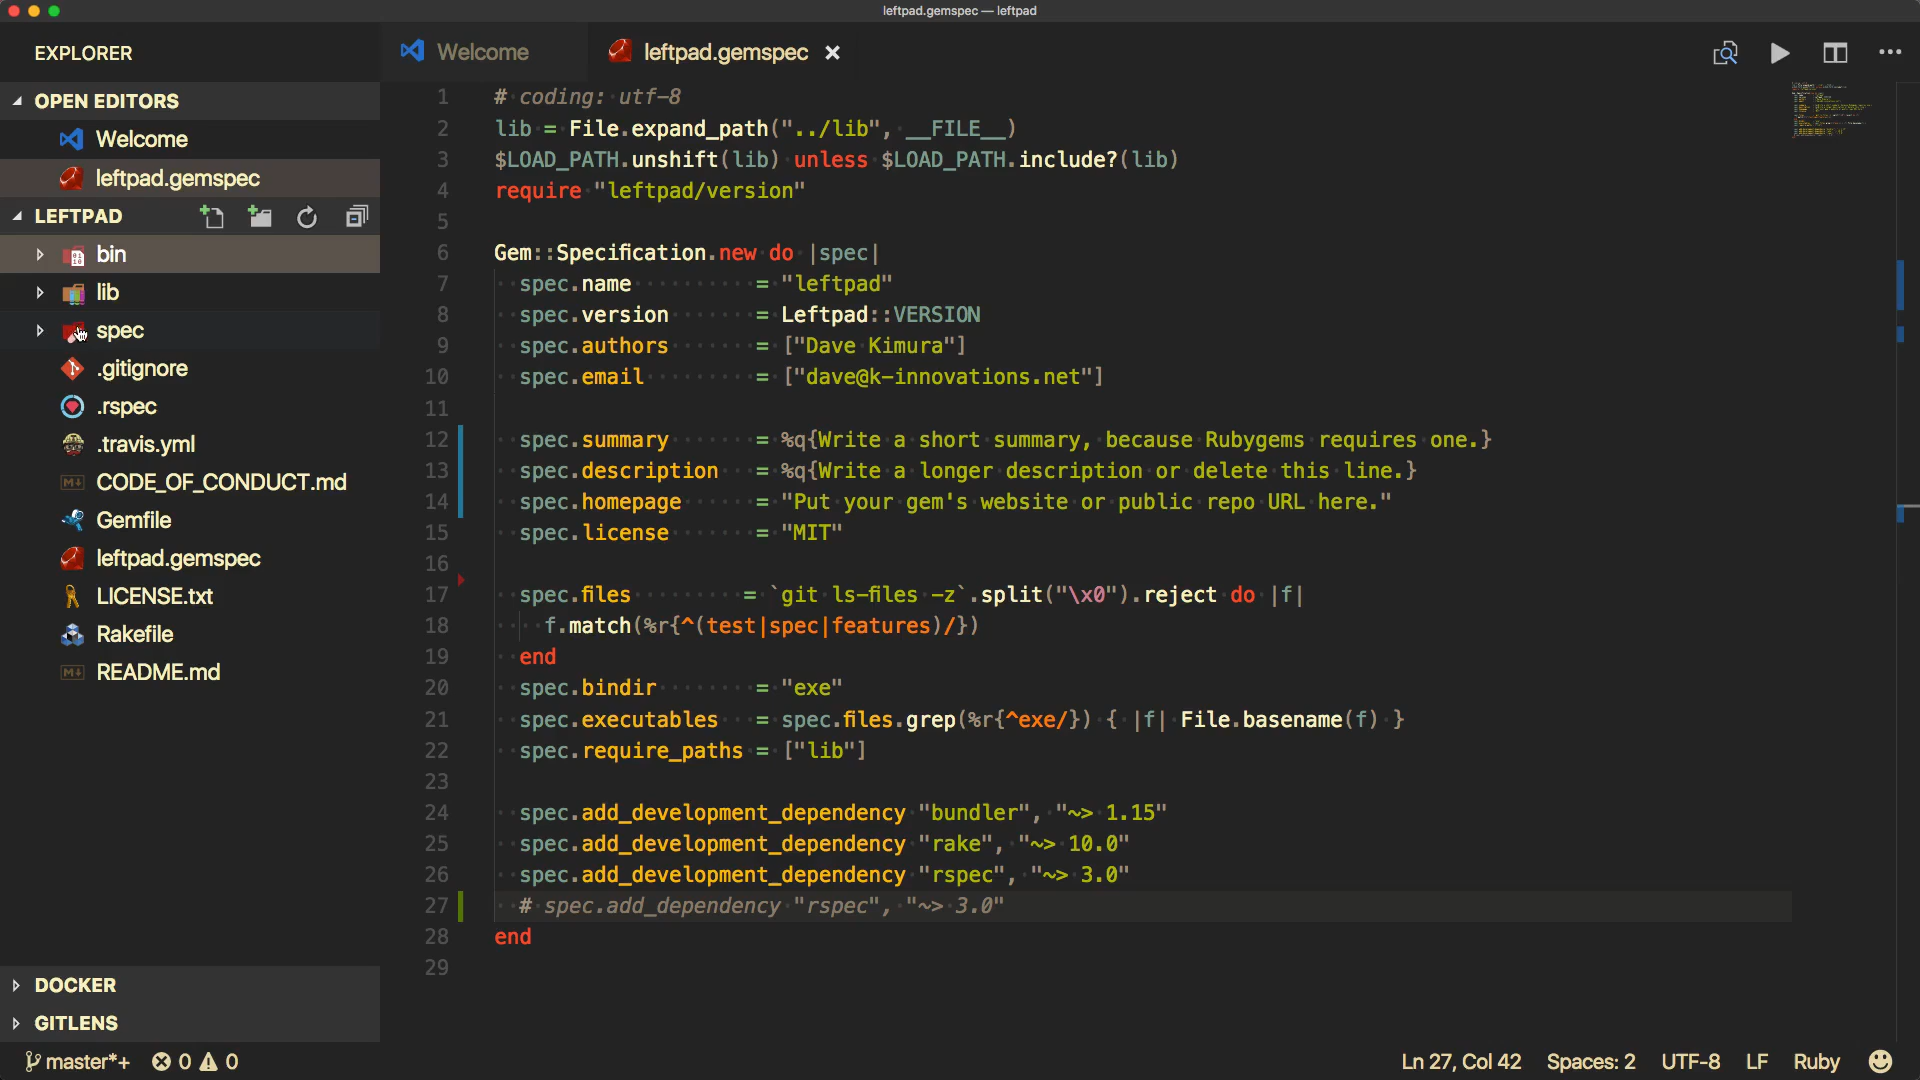 leftpad.gemspec — leftpad
EXPLORER
Welcome
leftpad.gemspec
OPEN EDITORS
Welcome
leftpad.gemspec
LEFTPAD
bin
lib
spec
.gitignore
.rspec
.travis.yml
CODE_OF_CONDUCT.md
Gemfile
leftpad.gemspec
LICENSE.txt
Rakefile
README.md
DOCKER
GITLENS
1 # coding: utf-8
2 lib = File.expand_path("../lib", __FILE__)
3 $LOAD_PATH.unshift(lib) unless $LOAD_PATH.include?(lib)
4 require "leftpad/version"
5
6 Gem::Specification.new do |spec|
7   spec.name          = "leftpad"
8   spec.version       = Leftpad::VERSION
9   spec.authors       = ["Dave Kimura"]
10   spec.email         = ["dave@k-innovations.net"]
11
12   spec.summary       = %q{Write a short summary, because Rubygems requires one.}
13   spec.description   = %q{Write a longer description or delete this line.}
14   spec.homepage      = "Put your gem's website or public repo URL here."
15   spec.license       = "MIT"
16
17   spec.files         = `git ls-files -z`.split("\x0").reject do |f|
18     f.match(%r{^(test|spec|features)/})
19   end
20   spec.bindir        = "exe"
21   spec.executables   = spec.files.grep(%r{^exe/}) { |f| File.basename(f) }
22   spec.require_paths = ["lib"]
23
24   spec.add_development_dependency "bundler", "~> 1.15"
25   spec.add_development_dependency "rake", "~> 10.0"
26   spec.add_development_dependency "rspec", "~> 3.0"
27   # spec.add_dependency "rspec", "~> 3.0"
28 end
29
master*+ 0 0 Ln 27, Col 42 Spaces: 2 UTF-8 LF Ruby